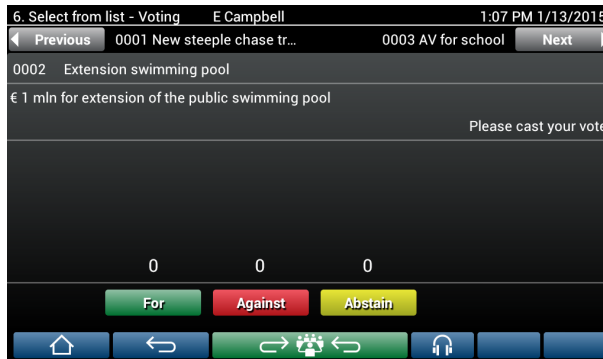 6. Select from list - Voting E Campbell 1:07 PM 1/13/2015
Previous 0001 New steeple chase tr... 0003 AV for school Next
0002 Extension swimming pool
€ 1 mln for extension of the public swimming pool
Please cast your vote
0 0 0
For Against Abstain